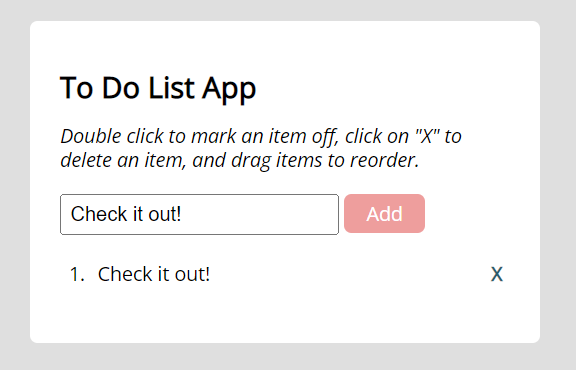 To Do List App
Double click to mark an item off, click on "X" to
delete an item, and drag items to reorder.
Check it out! Add
1. Check it out! X